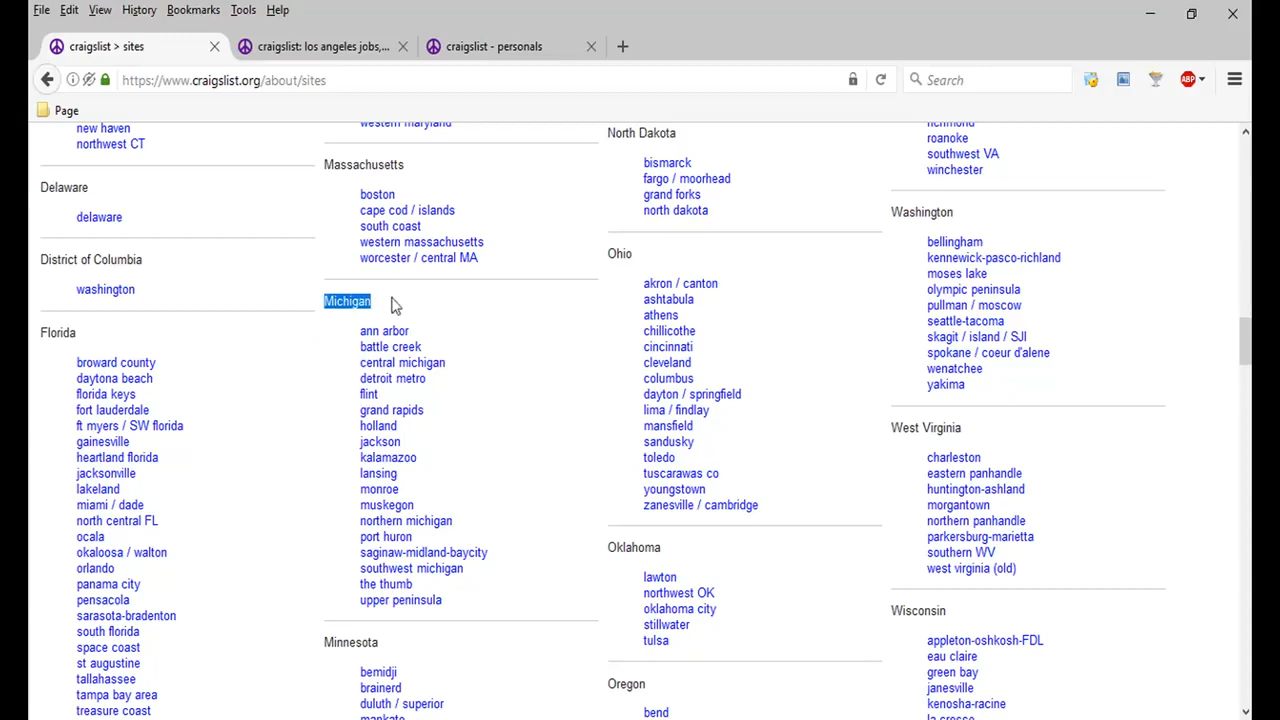 File Edit View History Bookmarks Tools Help
craigslist > sites
craigslist: los angeles jobs,...
craigslist - personals
https://www.craigslist.org/about/sites
Search
ABP
Page
new haven
northwest CT
Delaware
delaware
District of Columbia
washington
Florida
broward county
daytona beach
florida keys
fort lauderdale
ft myers / SW florida
gainesville
heartland florida
jacksonville
lakeland
miami / dade
north central FL
ocala
okaloosa / walton
orlando
panama city
pensacola
sarasota-bradenton
south florida
space coast
st augustine
tallahassee
tampa bay area
treasure coast
western maryland
Massachusetts
boston
cape cod / islands
south coast
western massachusetts
worcester / central MA
Michigan
ann arbor
battle creek
central michigan
detroit metro
flint
grand rapids
holland
jackson
kalamazoo
lansing
monroe
muskegon
northern michigan
port huron
saginaw-midland-baycity
southwest michigan
the thumb
upper peninsula
Minnesota
bemidji
brainerd
duluth / superior
mankato
North Dakota
bismarck
fargo / moorhead
grand forks
north dakota
Ohio
akron / canton
ashtabula
athens
chillicothe
cincinnati
cleveland
columbus
dayton / springfield
lima / findlay
mansfield
sandusky
toledo
tuscarawas co
youngstown
zanesville / cambridge
Oklahoma
lawton
northwest OK
oklahoma city
stillwater
tulsa
Oregon
bend
richmond
roanoke
southwest VA
winchester
Washington
bellingham
kennewick-pasco-richland
moses lake
olympic peninsula
pullman / moscow
seattle-tacoma
skagit / island / SJI
spokane / coeur d'alene
wenatchee
yakima
West Virginia
charleston
eastern panhandle
huntington-ashland
morgantown
northern panhandle
parkersburg-marietta
southern WV
west virginia (old)
Wisconsin
appleton-oshkosh-FDL
eau claire
green bay
janesville
kenosha-racine
la crosse